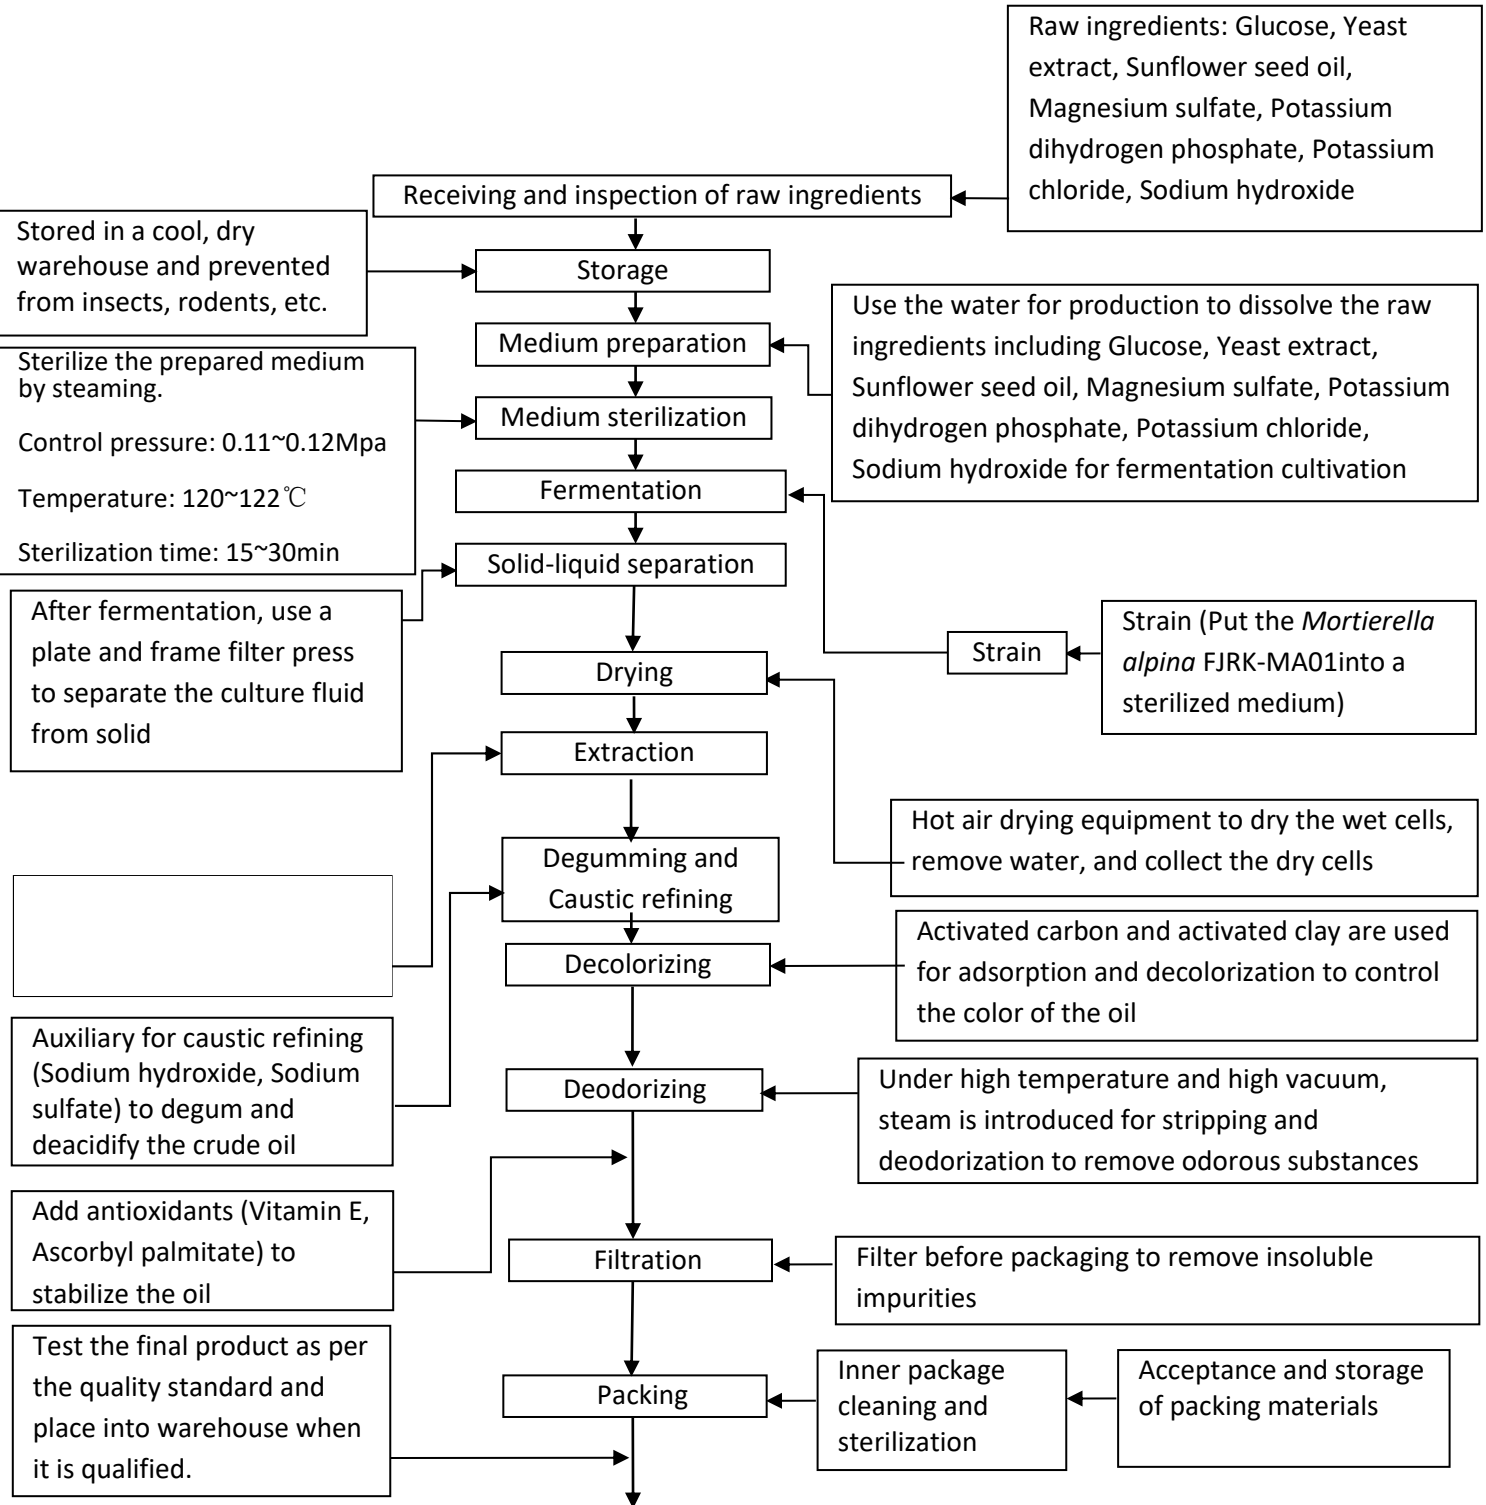 Raw ingredients: Glucose, Yeast
extract, Sunflower seed oil,
Magnesium sulfate, Potassium
dihydrogen phosphate, Potassium
chloride, Sodium hydroxide
Receiving and inspection of raw ingredients
Stored in a cool, dry
warehouse and prevented
from insects, rodents, etc.
Storage
Use the water for production to dissolve the raw
ingredients including Glucose, Yeast extract,
Sunflower seed oil, Magnesium sulfate, Potassium
dihydrogen phosphate, Potassium chloride,
Sodium hydroxide for fermentation cultivation
Medium preparation
Sterilize the prepared medium
by steaming.
Control pressure: 0.11~0.12Mpa
Temperature: 120~122℃
Sterilization time: 15~30min
Medium sterilization
Fermentation
Solid-liquid separation
After fermentation, use a
plate and frame filter press
to separate the culture fluid
from solid
Strain
Strain (Put the Mortierella
alpina FJRK-MA01into a
sterilized medium)
Drying
Extraction
Hot air drying equipment to dry the wet cells,
remove water, and collect the dry cells
Degumming and
Caustic refining
Activated carbon and activated clay are used
for adsorption and decolorization to control
the color of the oil
Decolorizing
Auxiliary for caustic refining
(Sodium hydroxide, Sodium
sulfate) to degum and
deacidify the crude oil
Deodorizing
Under high temperature and high vacuum,
steam is introduced for stripping and
deodorization to remove odorous substances
Add antioxidants (Vitamin E,
Ascorbyl palmitate) to
stabilize the oil
Filtration
Filter before packaging to remove insoluble
impurities
Test the final product as per
the quality standard and
place into warehouse when
it is qualified.
Packing
Inner package
cleaning and
sterilization
Acceptance and storage
of packing materials